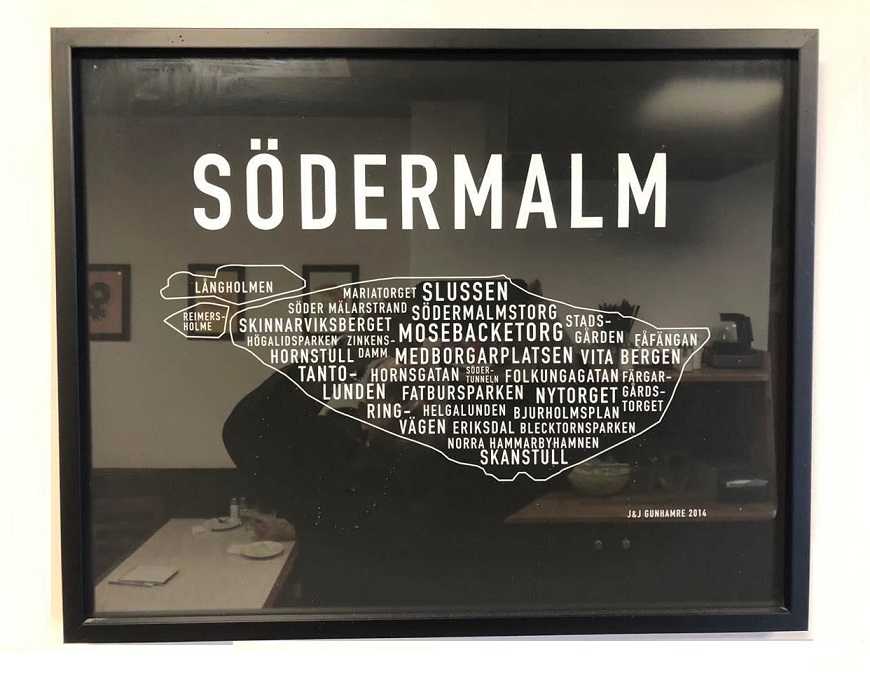 SÖDERMALM
LÅNGHOLMEN
REIMERS-
HOLME
MARIATORGET SLUSSEN
SÖDER MÄLARSTRAND SÖDERMALMSTORG
SKINNARVIKSBERGET MOSEBACKETORG STADS-
GÅRDEN FÅFÄNGAN
HÖGALIDSPARKEN ZINKENS-
DAMM
HORNSTULL MEDBORGARPLATSEN VITA BERGEN
TANTO-
LUNDEN
HORNSGATAN SÖDER-
TUNNELN FOLKUNGAGATAN FÄRGAR-
GÅRDS-
TORGET
FATBURSPARKEN NYTORGET
RING-
VÄGEN
HELGALUNDEN BJURHOLMSPLAN
ERIKSDAL BLECKTORNSPARKEN
NORRA HAMMARBYHAMNEN
SKANSTULL
J&J GUNHAMRE 2014